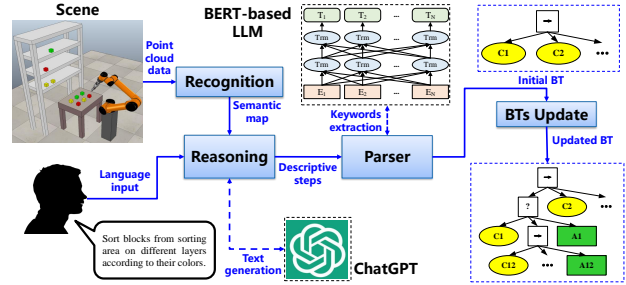 Scene
BERT-based
LLM
T1 T2 ... TN
Trm Trm ... Trm
Trm Trm ... Trm
E1 E2 ... EN
→
C1 C2 •••
Point
cloud
data
Recognition
Semantic
map
Keywords
extraction
Initial BT
BTs Update
Updated BT
Language
input
Reasoning
Descriptive
steps
Parser
→
? C2 •••
C1 → A1
C12 ••• A12
Sort blocks from sorting
area on different layers
according to their colors.
Text
generation
ChatGPT